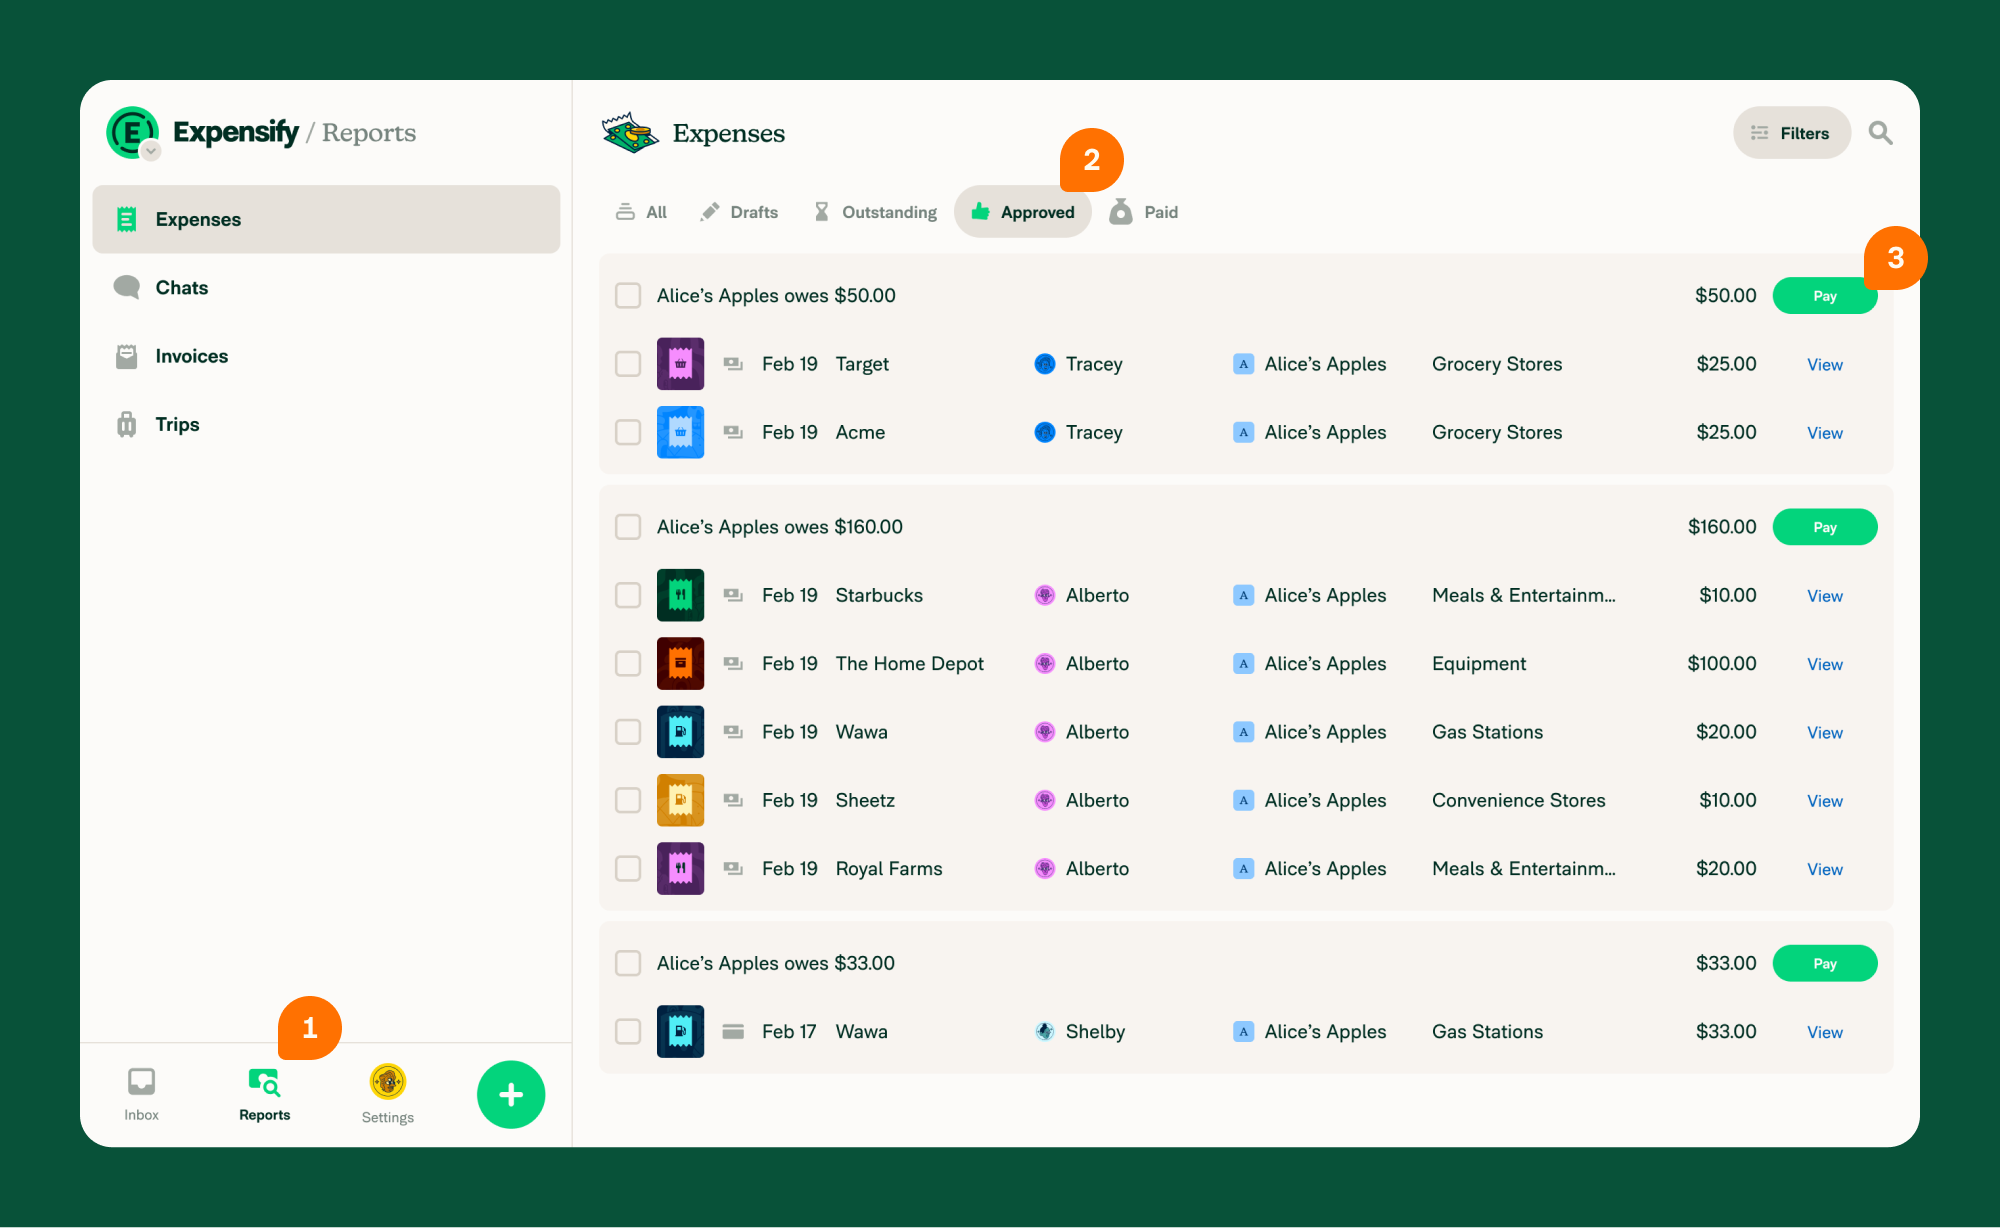 Expensify / Reports
Expenses
Chats
Invoices
Trips
1
Inbox
Reports
Settings
Expenses
2
Filters
All
Drafts
Outstanding
Approved
Paid
3
Alice’s Apples owes $50.00 $50.00 Pay
Feb 19 Target Tracey A Alice’s Apples Grocery Stores $25.00 View
Feb 19 Acme Tracey A Alice’s Apples Grocery Stores $25.00 View
Alice’s Apples owes $160.00 $160.00 Pay
Feb 19 Starbucks Alberto A Alice’s Apples Meals & Entertainm... $10.00 View
Feb 19 The Home Depot Alberto A Alice’s Apples Equipment $100.00 View
Feb 19 Wawa Alberto A Alice’s Apples Gas Stations $20.00 View
Feb 19 Sheetz Alberto A Alice’s Apples Convenience Stores $10.00 View
Feb 19 Royal Farms Alberto A Alice’s Apples Meals & Entertainm... $20.00 View
Alice’s Apples owes $33.00 $33.00 Pay
Feb 17 Wawa Shelby A Alice’s Apples Gas Stations $33.00 View